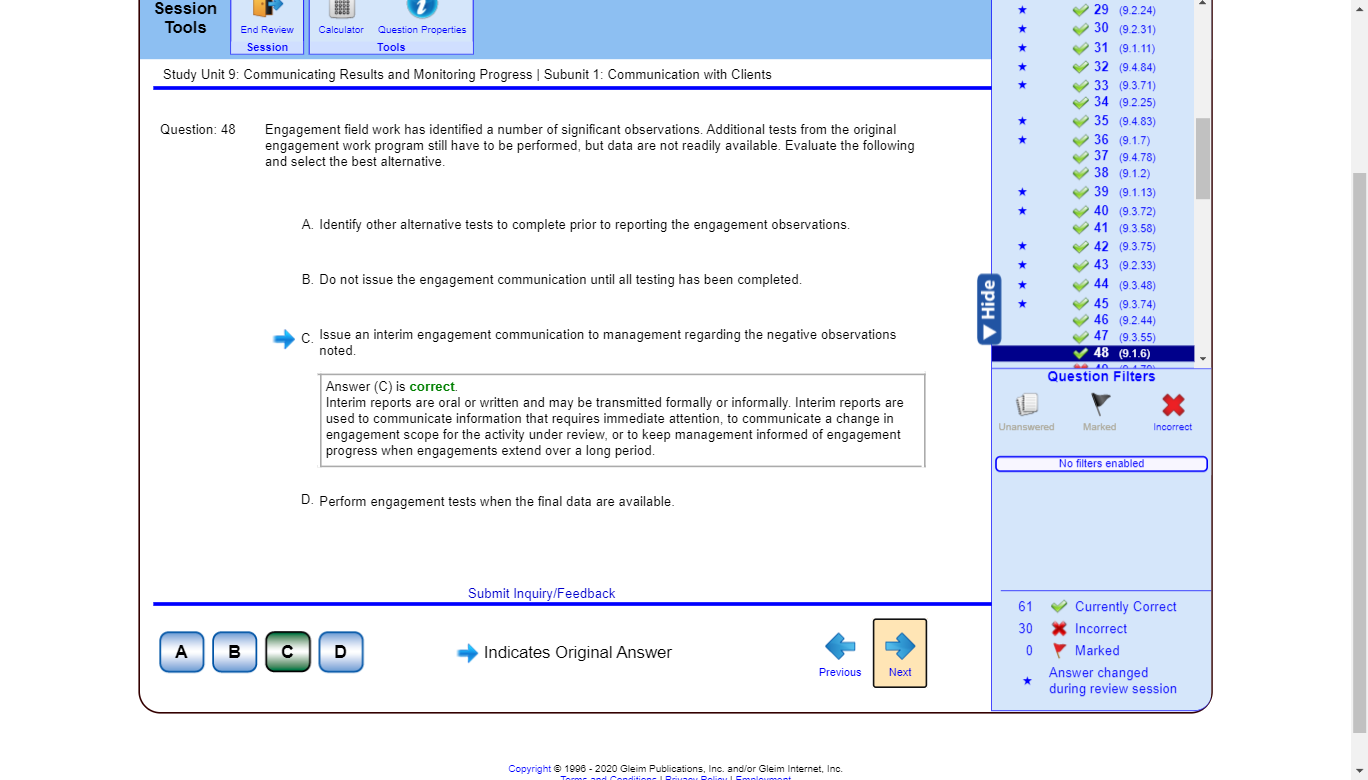 Session
Tools
End Review
Session
Calculator
Question Properties
Tools
Study Unit 9: Communicating Results and Monitoring Progress | Subunit 1: Communication with Clients
Question: 48
Engagement field work has identified a number of significant observations. Additional tests from the original
engagement work program still have to be performed, but data are not readily available. Evaluate the following
and select the best alternative.
A. Identify other alternative tests to complete prior to reporting the engagement observations.
B. Do not issue the engagement communication until all testing has been completed.
C. Issue an interim engagement communication to management regarding the negative observations
noted.
Answer (C) is correct.
Interim reports are oral or written and may be transmitted formally or informally. Interim reports are
used to communicate information that requires immediate attention, to communicate a change in
engagement scope for the activity under review, or to keep management informed of engagement
progress when engagements extend over a long period.
D. Perform engagement tests when the final data are available.
Submit Inquiry/Feedback
A B C D
Indicates Original Answer
Previous
Next
29 (9.2.24)
30 (9.2.31)
31 (9.1.11)
32 (9.4.84)
33 (9.3.71)
34 (9.2.25)
35 (9.4.83)
36 (9.1.7)
37 (9.4.78)
38 (9.1.2)
39 (9.1.13)
40 (9.3.72)
41 (9.3.58)
42 (9.3.75)
43 (9.2.33)
44 (9.3.48)
45 (9.3.74)
46 (9.2.44)
47 (9.3.55)
48 (9.1.6)
Hide
Question Filters
Unanswered
Marked
Incorrect
No filters enabled
61 Currently Correct
30 Incorrect
0 Marked
Answer changed
during review session
Copyright © 1996 - 2020 Gleim Publications, Inc. and/or Gleim Internet, Inc.
Terms and Conditions | Privacy Policy | Employment